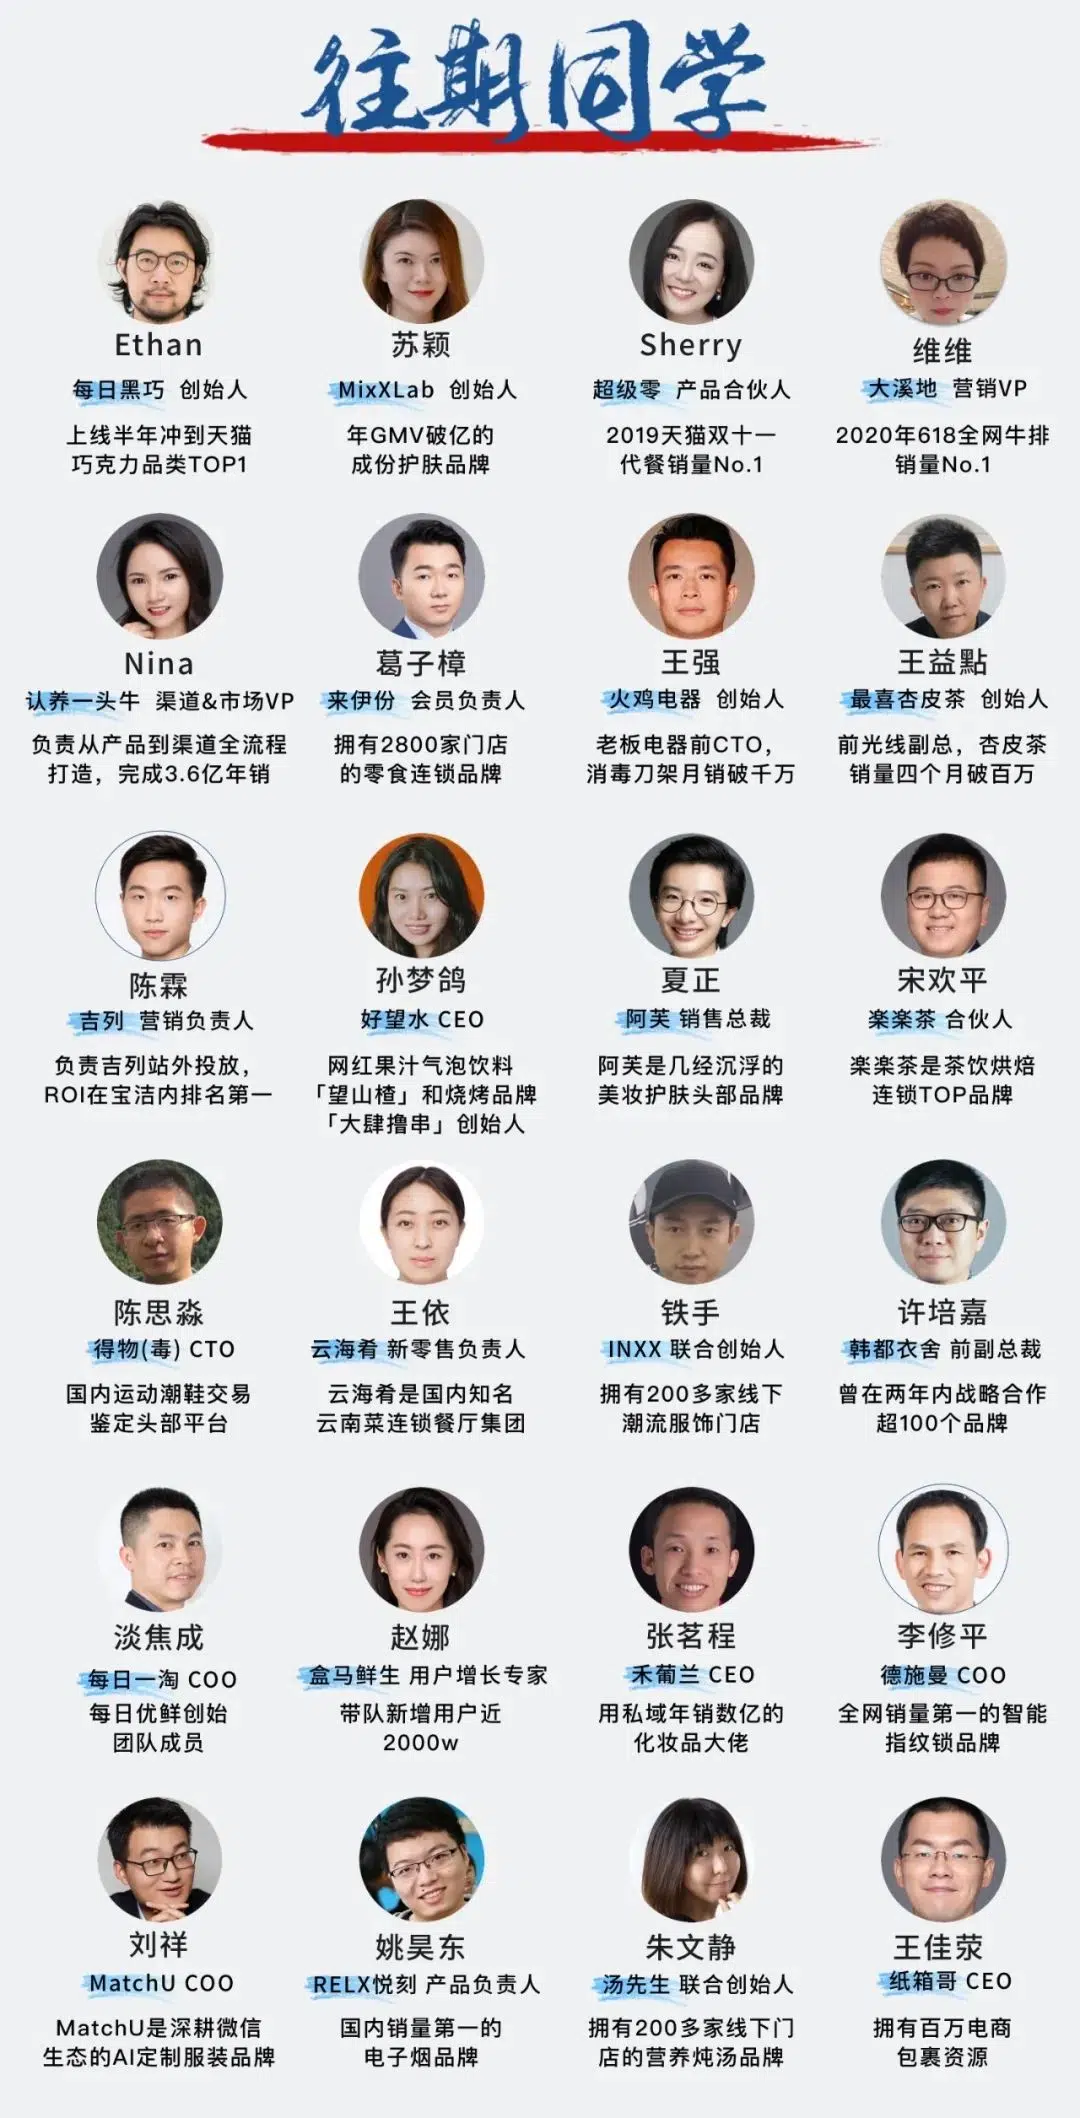 往期同学
Ethan
每日黑巧 创始人
上线半年冲到天猫
巧克力品类TOP1
苏颖
MixXLab 创始人
年GMV破亿的
成份护肤品牌
Sherry
超级零 产品合伙人
2019天猫双十一
代餐销量No.1
维维
大溪地 营销VP
2020年618全网牛排
销量No.1
Nina
认养一头牛 渠道&市场VP
负责从产品到渠道全流程
打造，完成3.6亿年销
葛子樟
来伊份 会员负责人
拥有2800家门店
的零食连锁品牌
王强
火鸡电器 创始人
老板电器前CTO，
消毒刀架月销破千万
王益點
最喜杏皮茶 创始人
前光线副总，杏皮茶
销量四个月破百万
陈霖
吉列 营销负责人
负责吉列站外投放，
ROI在宝洁内排名第一
孙梦鸽
好望水 CEO
网红果汁气泡饮料
「望山楂」和烧烤品牌
「大肆撸串」创始人
夏正
阿芙 销售总裁
阿芙是几经沉浮的
美妆护肤头部品牌
宋欢平
楽楽茶 合伙人
楽楽茶是茶饮烘焙
连锁TOP品牌
陈思淼
得物(毒) CTO
国内运动潮鞋交易
鉴定头部平台
王依
云海肴 新零售负责人
云海肴是国内知名
云南菜连锁餐厅集团
铁手
INXX 联合创始人
拥有200多家线下
潮流服饰门店
许培嘉
韩都衣舍 前副总裁
曾在两年内战略合作
超100个品牌
淡焦成
每日一淘 COO
每日优鲜创始
团队成员
赵娜
盒马鲜生 用户增长专家
带队新增用户近
2000w
张茗程
禾葡兰 CEO
用私域年销数亿的
化妆品大佬
李修平
德施曼 COO
全网销量第一的智能
指纹锁品牌
刘祥
MatchU COO
MatchU是深耕微信
生态的AI定制服装品牌
姚昊东
RELX悦刻 产品负责人
国内销量第一的
电子烟品牌
朱文静
汤先生 联合创始人
拥有200多家线下门
店的营养炖汤品牌
王佳荥
纸箱哥 CEO
拥有百万电商
包裹资源